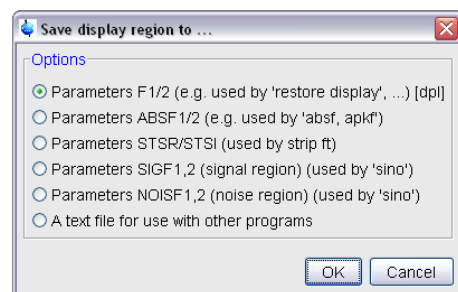 Save display region to ...
Options
Parameters F1/2 (e.g. used by 'restore display', ...) [dpl]
Parameters ABSF1/2 (e.g. used by 'absf, apkf')
Parameters STSR/STSI (used by strip ft)
Parameters SIGF1,2 (signal region) (used by 'sino')
Parameters NOISF1,2 (noise region) (used by 'sino')
A text file for use with other programs
OK Cancel